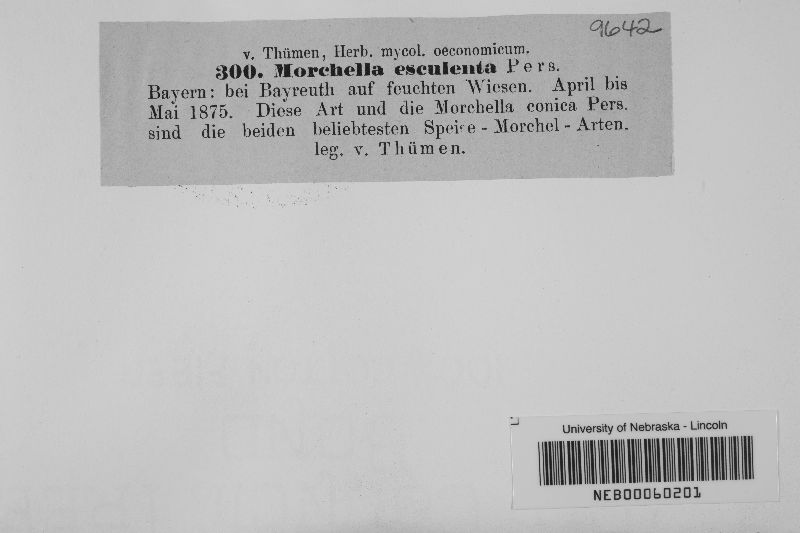 9642
v. Thümen, Herb. mycol. oeconomicum.
300. Morchella esculenta Pers.
Bayern: bei Bayreuth auf feuchten Wiesen. April bis
Mai 1875. Diese Art und die Morchella conica Pers.
sind die beiden beliebtesten Speise-Morchel-Arten.
leg. v. Thümen.
University of Nebraska - Lincoln
NEB00060201